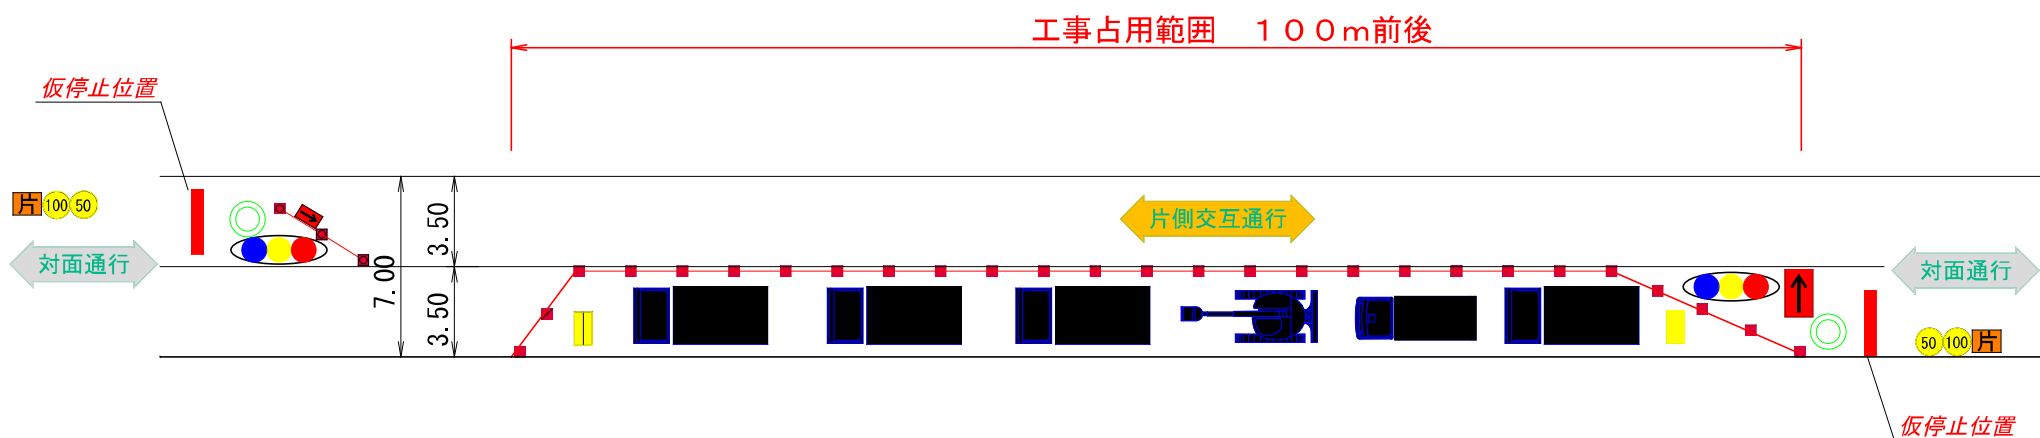 工事占用範囲 １００ｍ前後
仮停止位置
片 100 50
対面通行
7.00
3.50
3.50
片側交互通行
対面通行
50 100 片
仮停止位置